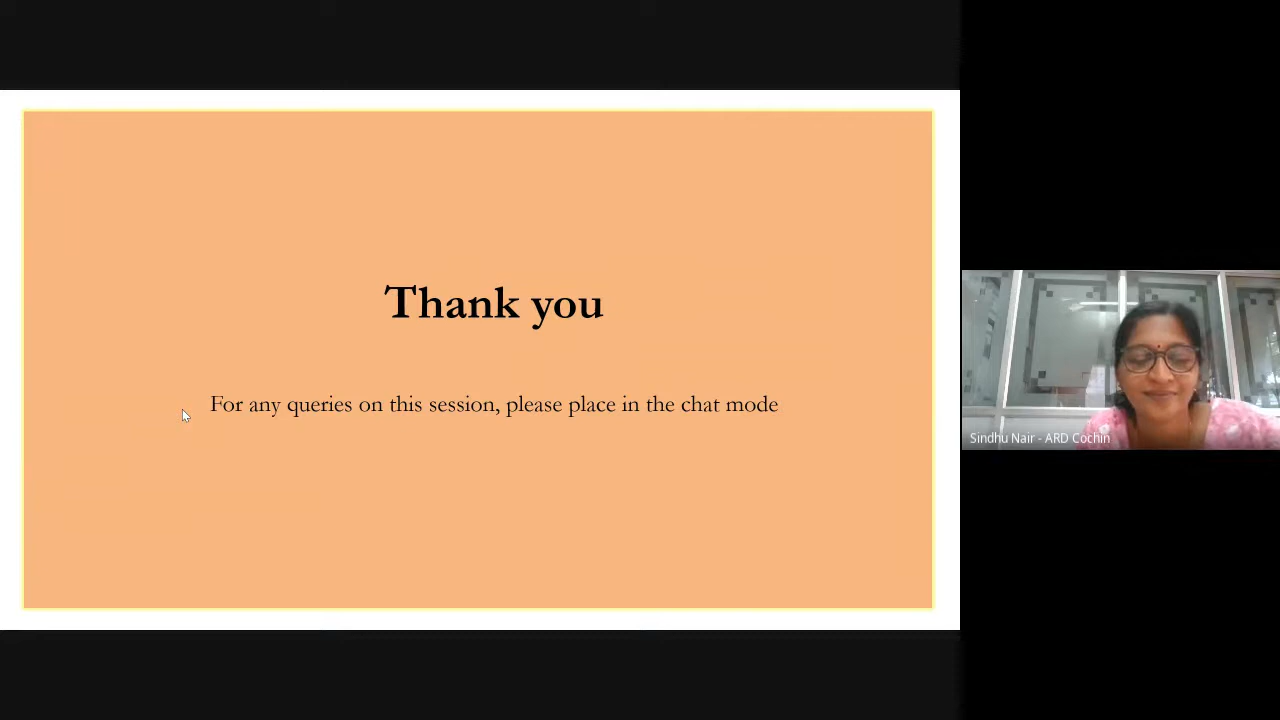 Thank you
For any queries on this session, please place in the chat mode
Sindhu Nair - ARD Cochin